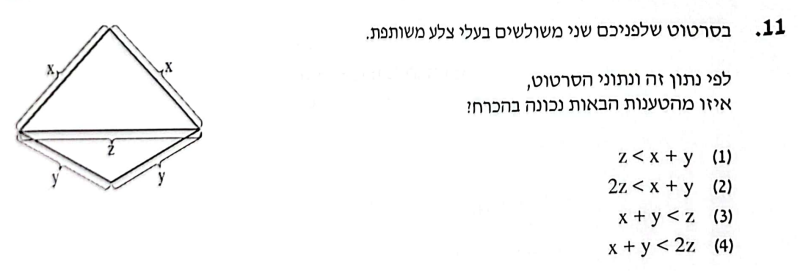 11. בסרטוט שלפניכם שני משולשים בעלי צלע משותפת.
לפי נתון זה ונתוני הסרטוט,
איזו מהטענות הבאות נכונה בהכרח?
(1) z < x + y
(2) 2z < x + y
(3) x + y < z
(4) x + y < 2z
x
x
z
y
y